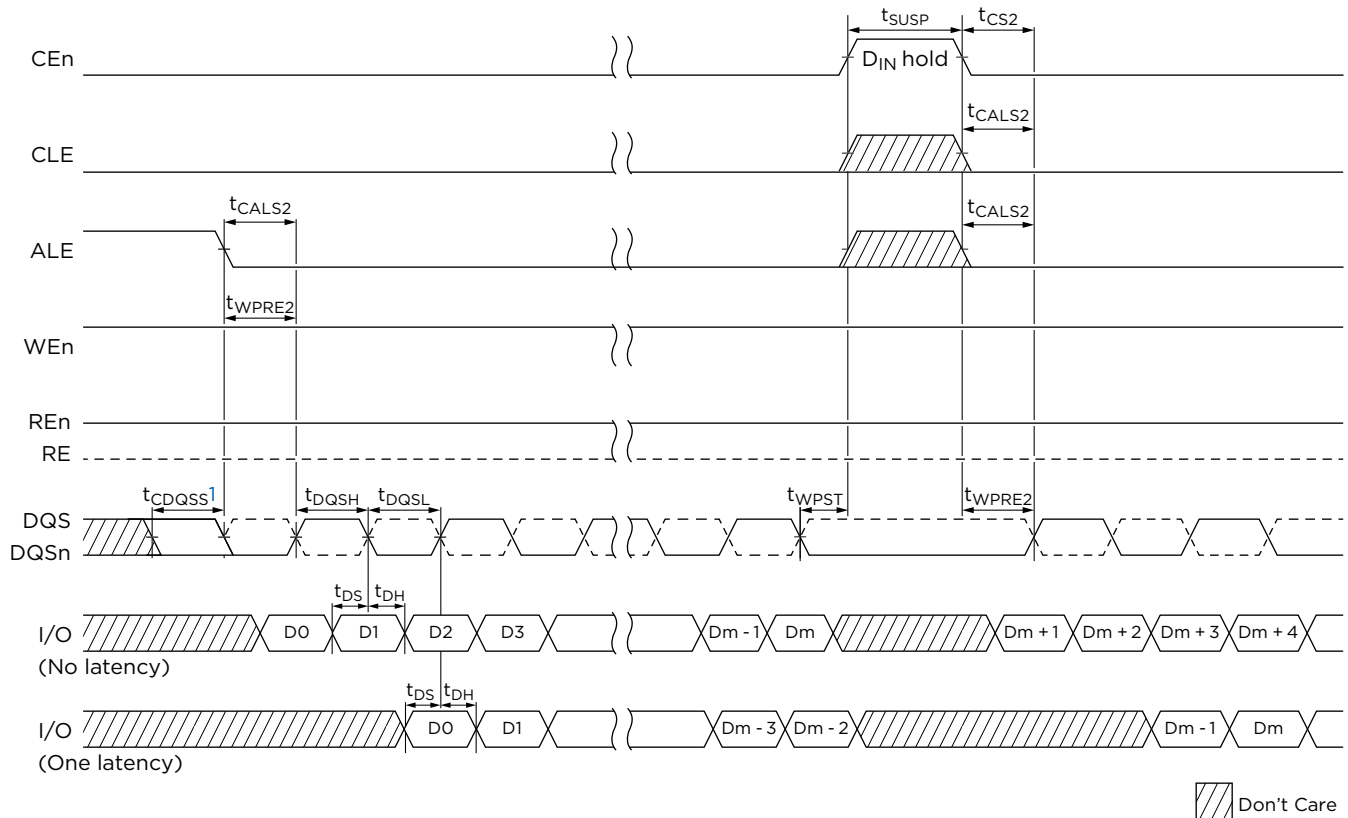 tSUSP tCS2
CEn DIN hold
tCALS2
CLE
tCALS2 tCALS2
ALE
tWPRE2
WEn
REn
RE
tCDQSS1 tDQSH tDQSL tWPST tWPRE2
DQS
DQSn
tDS tDH
I/O D0 D1 D2 D3 Dm - 1 Dm Dm + 1 Dm + 2 Dm + 3 Dm + 4
(No latency)
tDS tDH
I/O D0 D1 Dm - 3 Dm - 2 Dm - 1 Dm
(One latency)
Don't Care